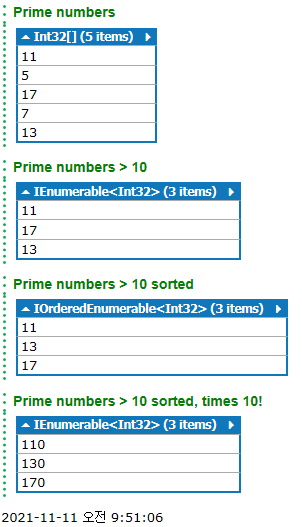 Prime numbers
Int32[] (5 items)
11
5
17
7
13
Prime numbers > 10
IEnumerable<Int32> (3 items)
11
17
13
Prime numbers > 10 sorted
IOrderedEnumerable<Int32> (3 items)
11
13
17
Prime numbers > 10 sorted, times 10!
IEnumerable<Int32> (3 items)
110
130
170
2021-11-11 오전 9:51:06